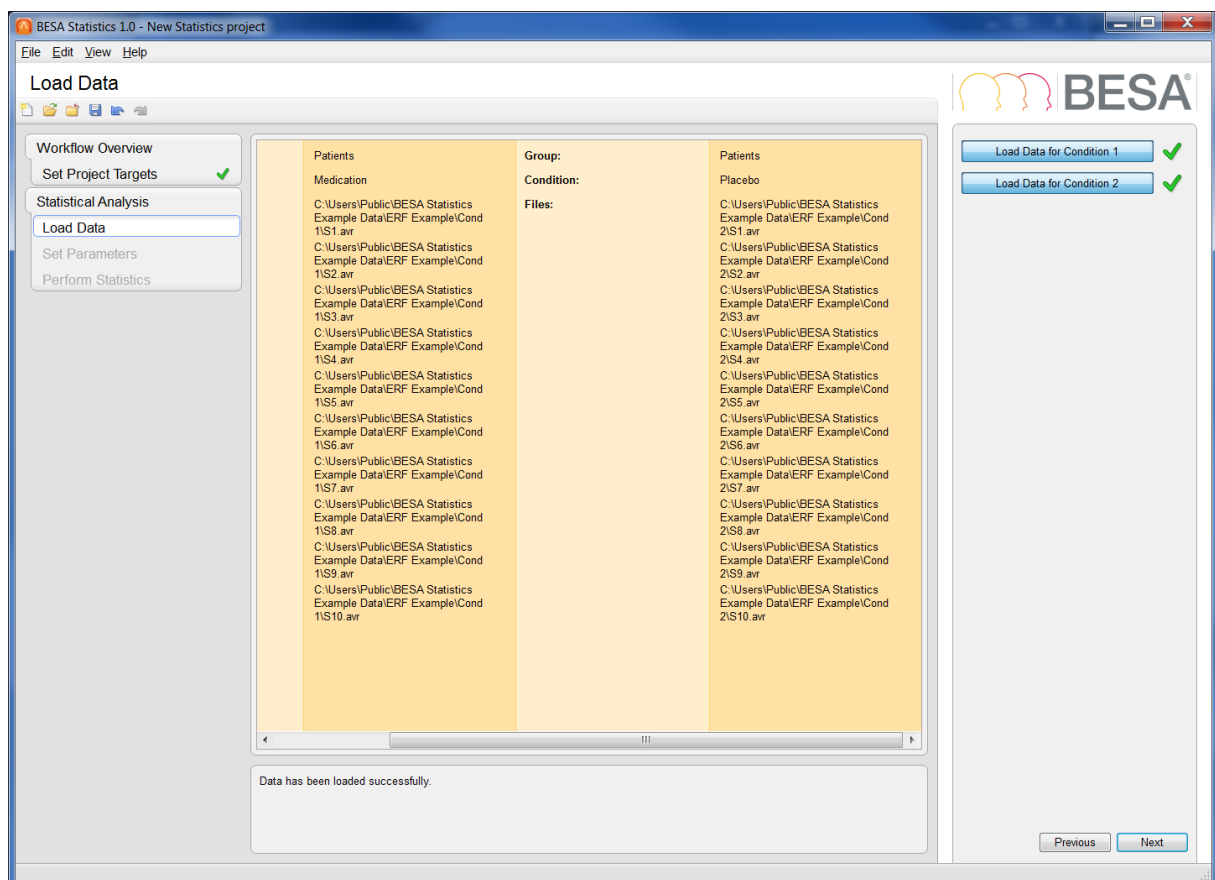 BESA Statistics 1.0 - New Statistics project
File Edit View Help
Load Data
BESA®
Workflow Overview
Set Project Targets
Statistical Analysis
Load Data
Set Parameters
Perform Statistics
Patients
Medication
C:\Users\Public\BESA Statistics
Example Data\ERF Example\Cond
1\S1.avr
C:\Users\Public\BESA Statistics
Example Data\ERF Example\Cond
1\S2.avr
C:\Users\Public\BESA Statistics
Example Data\ERF Example\Cond
1\S3.avr
C:\Users\Public\BESA Statistics
Example Data\ERF Example\Cond
1\S4.avr
C:\Users\Public\BESA Statistics
Example Data\ERF Example\Cond
1\S5.avr
C:\Users\Public\BESA Statistics
Example Data\ERF Example\Cond
1\S6.avr
C:\Users\Public\BESA Statistics
Example Data\ERF Example\Cond
1\S7.avr
C:\Users\Public\BESA Statistics
Example Data\ERF Example\Cond
1\S8.avr
C:\Users\Public\BESA Statistics
Example Data\ERF Example\Cond
1\S9.avr
C:\Users\Public\BESA Statistics
Example Data\ERF Example\Cond
1\S10.avr
Group:
Condition:
Files:
Patients
Placebo
C:\Users\Public\BESA Statistics
Example Data\ERF Example\Cond
2\S1.avr
C:\Users\Public\BESA Statistics
Example Data\ERF Example\Cond
2\S2.avr
C:\Users\Public\BESA Statistics
Example Data\ERF Example\Cond
2\S3.avr
C:\Users\Public\BESA Statistics
Example Data\ERF Example\Cond
2\S4.avr
C:\Users\Public\BESA Statistics
Example Data\ERF Example\Cond
2\S5.avr
C:\Users\Public\BESA Statistics
Example Data\ERF Example\Cond
2\S6.avr
C:\Users\Public\BESA Statistics
Example Data\ERF Example\Cond
2\S7.avr
C:\Users\Public\BESA Statistics
Example Data\ERF Example\Cond
2\S8.avr
C:\Users\Public\BESA Statistics
Example Data\ERF Example\Cond
2\S9.avr
C:\Users\Public\BESA Statistics
Example Data\ERF Example\Cond
2\S10.avr
Load Data for Condition 1
Load Data for Condition 2
Data has been loaded successfully.
Previous Next